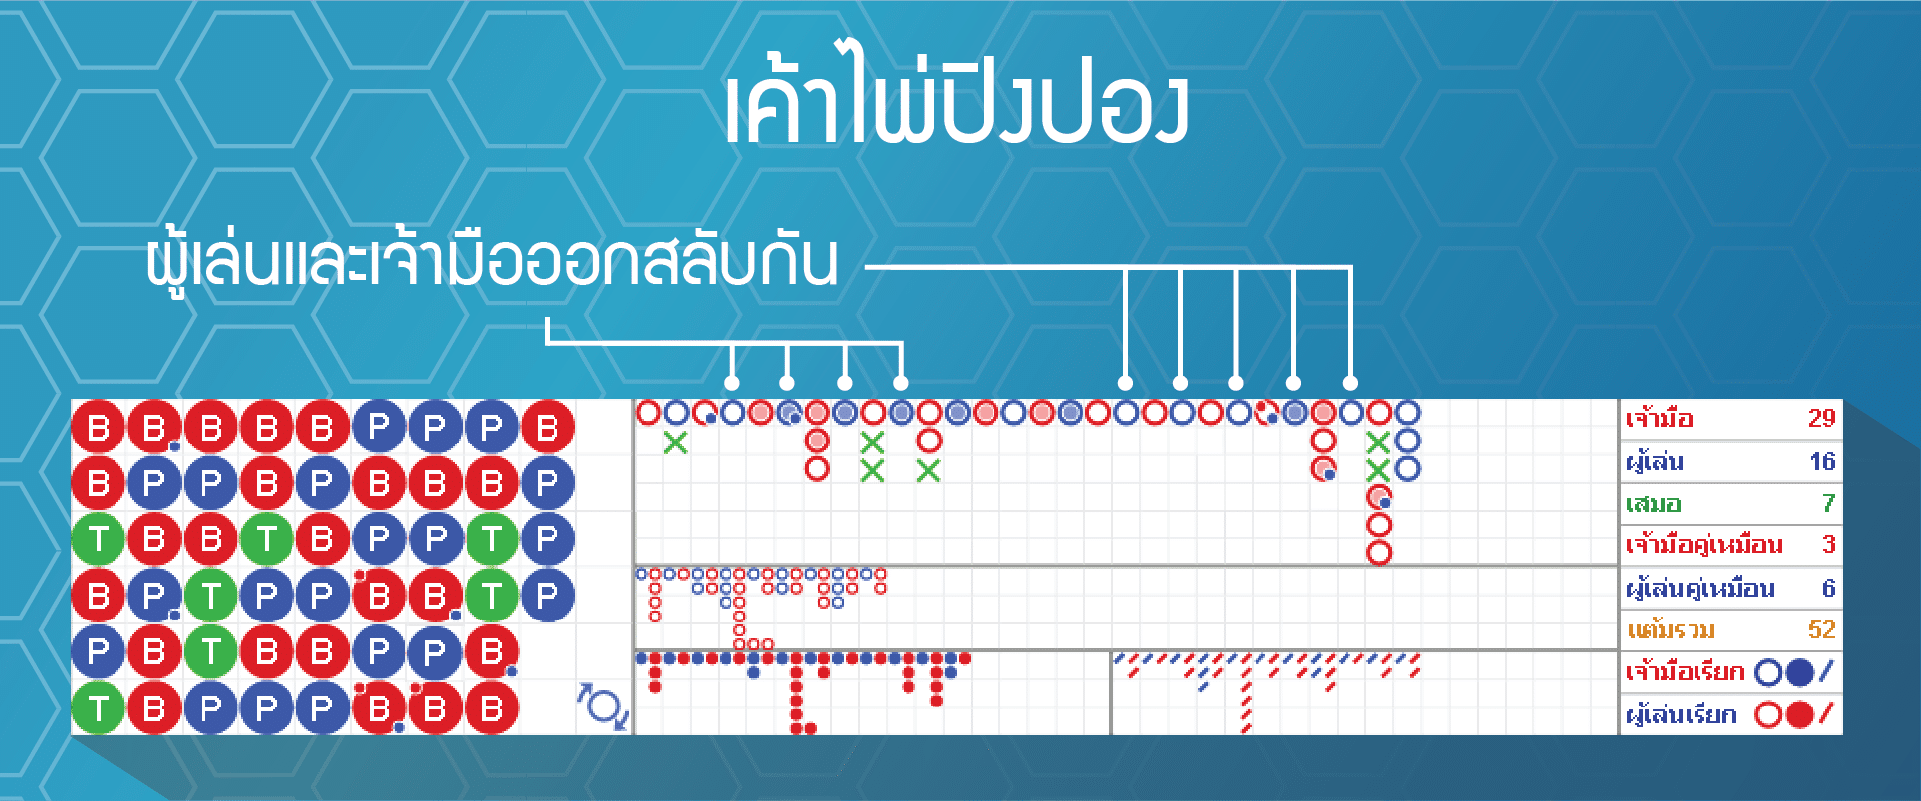 เค้าไพ่ปิงปอง
ผู้เล่นและเจ้ามือออกสลับกัน
B B B B B P P P B
B P P B P B B B P
T B B T B P P T P
B P T P P B B T P
P B T B B P P B
T B P P P B B B
เจ้ามือ 29
ผู้เล่น 16
เสมอ 7
เจ้ามือคู่เหมือน 3
ผู้เล่นคู่เหมือน 6
แต้มรวม 52
เจ้ามือเรียก
ผู้เล่นเรียก